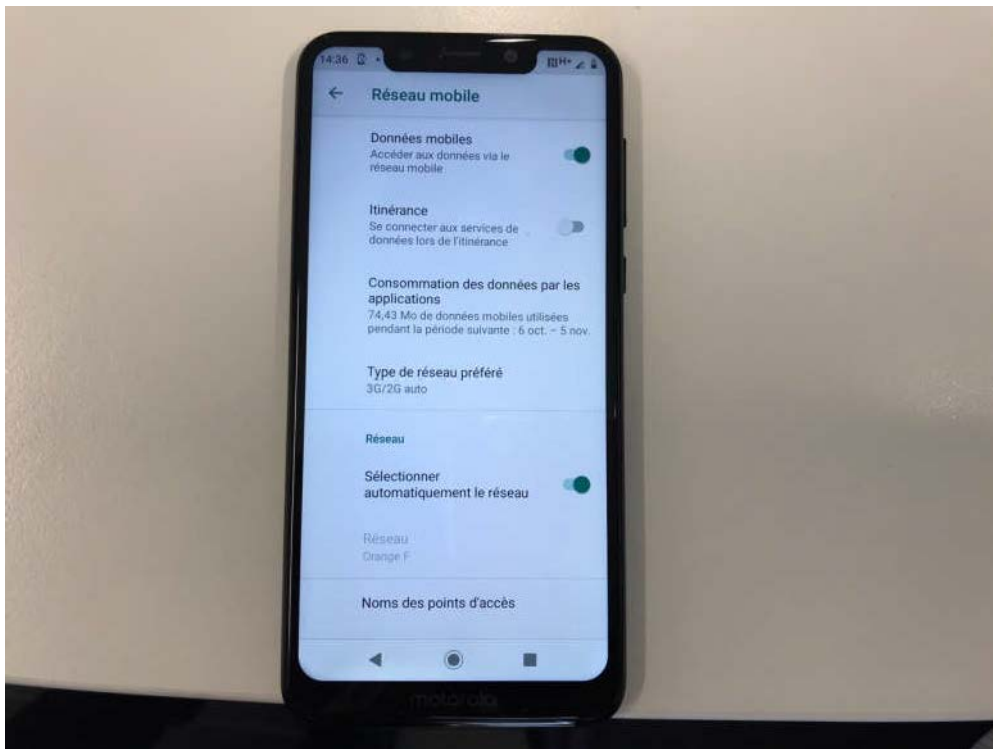 14:36
H+
Réseau mobile
Données mobiles
Accéder aux données via le
réseau mobile
Itinérance
Se connecter aux services de
données lors de l'itinérance
Consommation des données par les
applications
74,43 Mo de données mobiles utilisées
pendant la période suivante : 6 oct. – 5 nov.
Type de réseau préféré
3G/2G auto
Réseau
Sélectionner
automatiquement le réseau
Réseau
Orange F
Noms des points d'accès
motorola